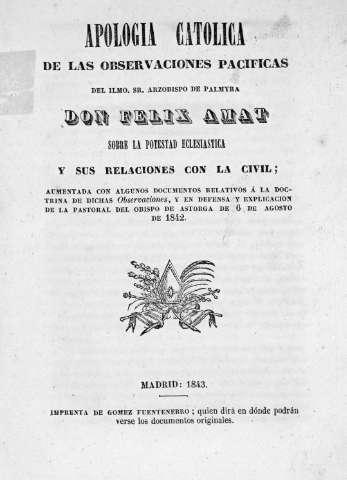 APOLOGIA CATOLICA
DE LAS OBSERVACIONES PACIFICAS
DEL ILMO. SR. ARZOBISPO DE PALMYRA
DON FELIX AMAT
SOBRE LA POTESTAD ECLESIASTICA
Y SUS RELACIONES CON LA CIVIL;
AUMENTADA CON ALGUNOS DOCUMENTOS RELATIVOS Á LA DOC-
TRINA DE DICHAS Observaciones, Y EN DEFENSA Y EXPLICACION
DE LA PASTORAL DEL OBISPO DE ASTORGA DE 6 DE AGOSTO
DE 1842.
MADRID: 1843.
IMPRENTA DE GOMEZ FUENTENEBRO; quien dirá en dónde podrán
verse los documentos originales.